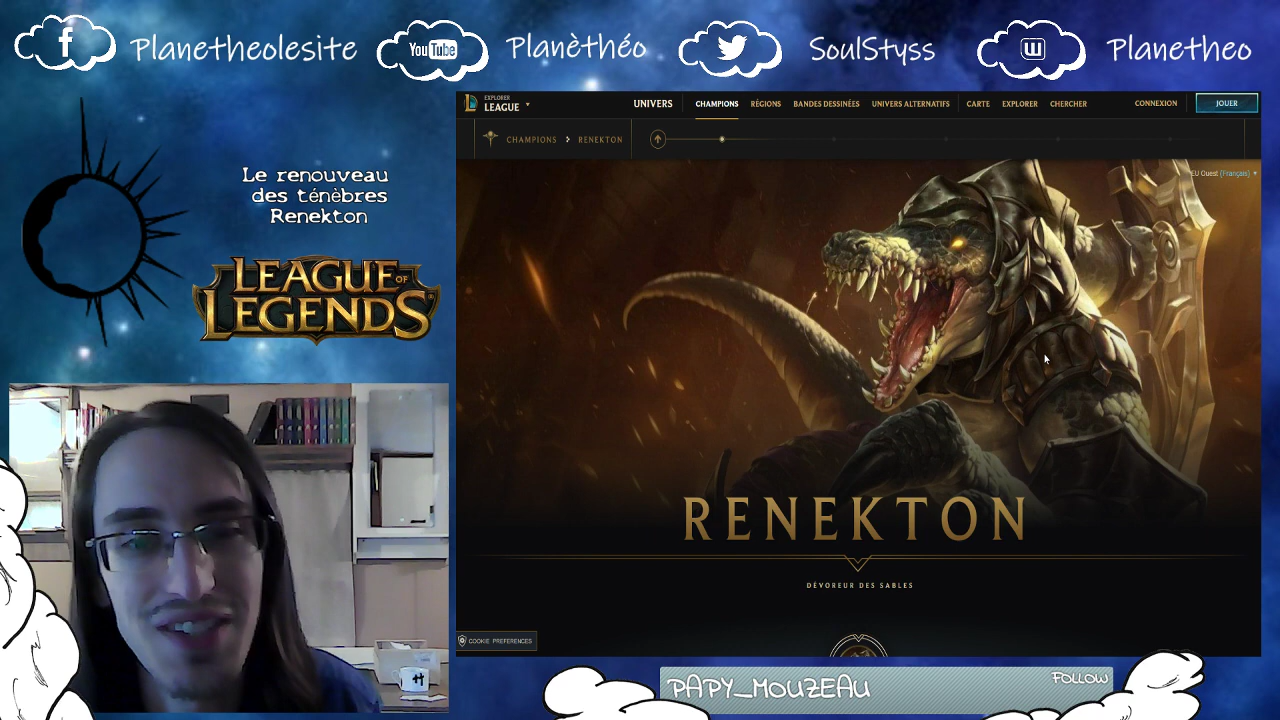 f Planetheolesite YouTube Planèthéo SoulStyss W Planetheo
EXPLORER
LEAGUE UNIVERS CHAMPIONS RÉGIONS BANDES DESSINÉES UNIVERS ALTERNATIFS CARTE EXPLORER CHERCHER CONNEXION JOUER
CHAMPIONS > RENEKTON
EU Ouest (Français)
Le renouveau
des ténèbres
Renekton
LEAGUE OF
LEGENDS
RENEKTON
DÉVOREUR DES SABLES
COOKIE PREFERENCES
H
PAPY_MOUZEAU FOLLOW